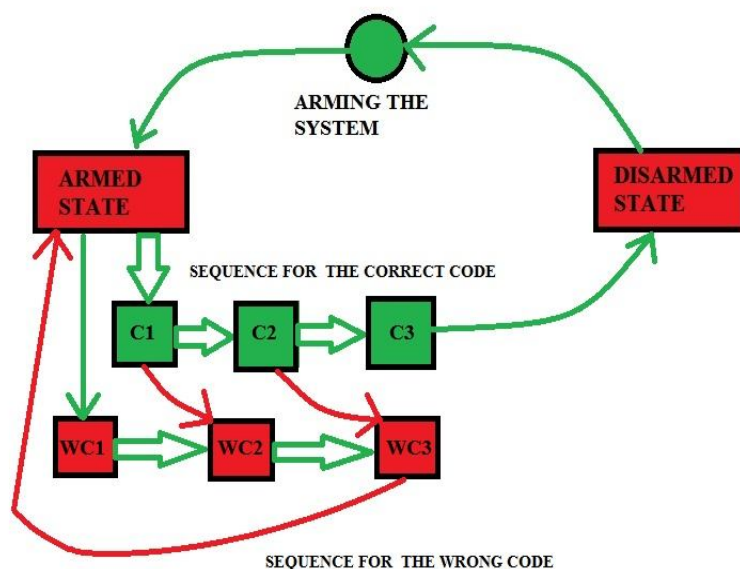 ARMING THE
SYSTEM
ARMED
STATE
DISARMED
STATE
SEQUENCE FOR THE CORRECT CODE
C1
C2
C3
WC1
WC2
WC3
SEQUENCE FOR THE WRONG CODE